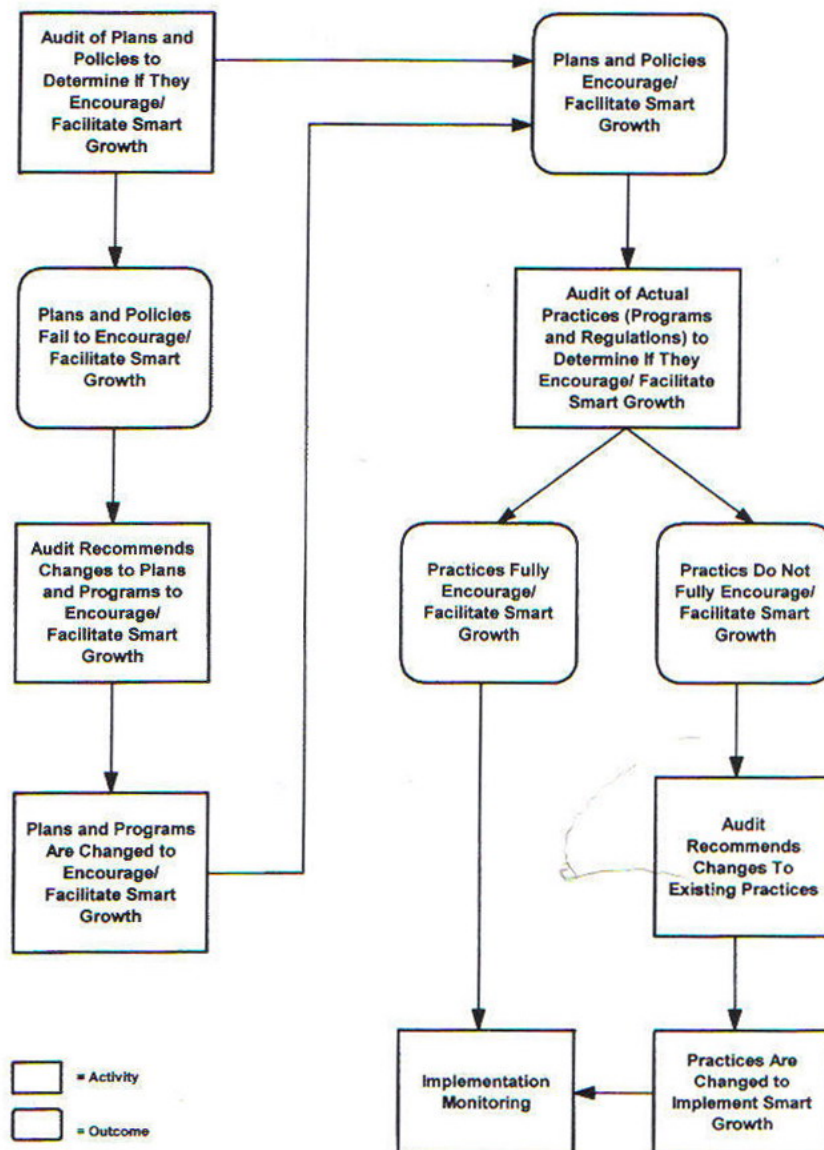 Audit of Plans and
Policies to
Determine If They
Encourage/
Facilitate Smart
Growth
Plans and Policies
Encourage/
Facilitate Smart
Growth
Plans and Policies
Fail to Encourage/
Facilitate Smart
Growth
Audit of Actual
Practices (Programs
and Regulations) to
Determine If They
Encourage/ Facilitate
Smart Growth
Audit Recommends
Changes to Plans
and Programs to
Encourage/
Facilitate Smart
Growth
Practices Fully
Encourage/
Facilitate Smart
Growth
Practics Do Not
Fully Encourage/
Facilitate Smart
Growth
Plans and Programs
Are Changed to
Encourage/
Facilitate Smart
Growth
Audit
Recommends
Changes To
Existing Practices
Implementation
Monitoring
Practices Are
Changed to
Implement Smart
Growth
= Activity
= Outcome